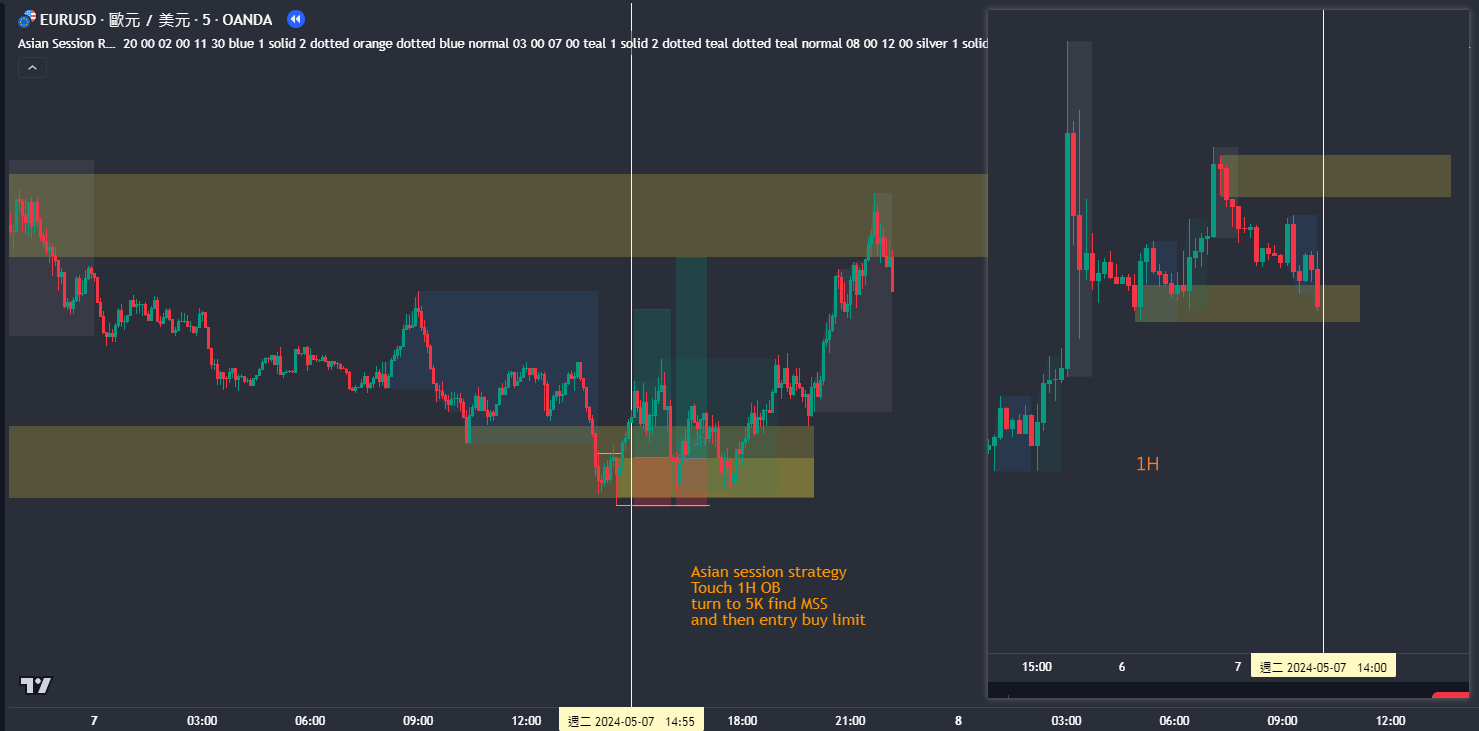 EURUSD · 歐元 / 美元 · 5 · OANDA
Asian Session R... 20 00 02 00 11 30 blue 1 solid 2 dotted orange dotted blue normal 03 00 07 00 teal 1 solid 2 dotted teal dotted teal normal 08 00 12 00 silver 1 solid
1H
Asian session strategy
Touch 1H OB
turn to 5K find MSS
and then entry buy limit
15:00 6 7 週二 2024-05-07 14:00
7 03:00 06:00 09:00 12:00 週二 2024-05-07 14:55 18:00 21:00 8 03:00 06:00 09:00 12:00